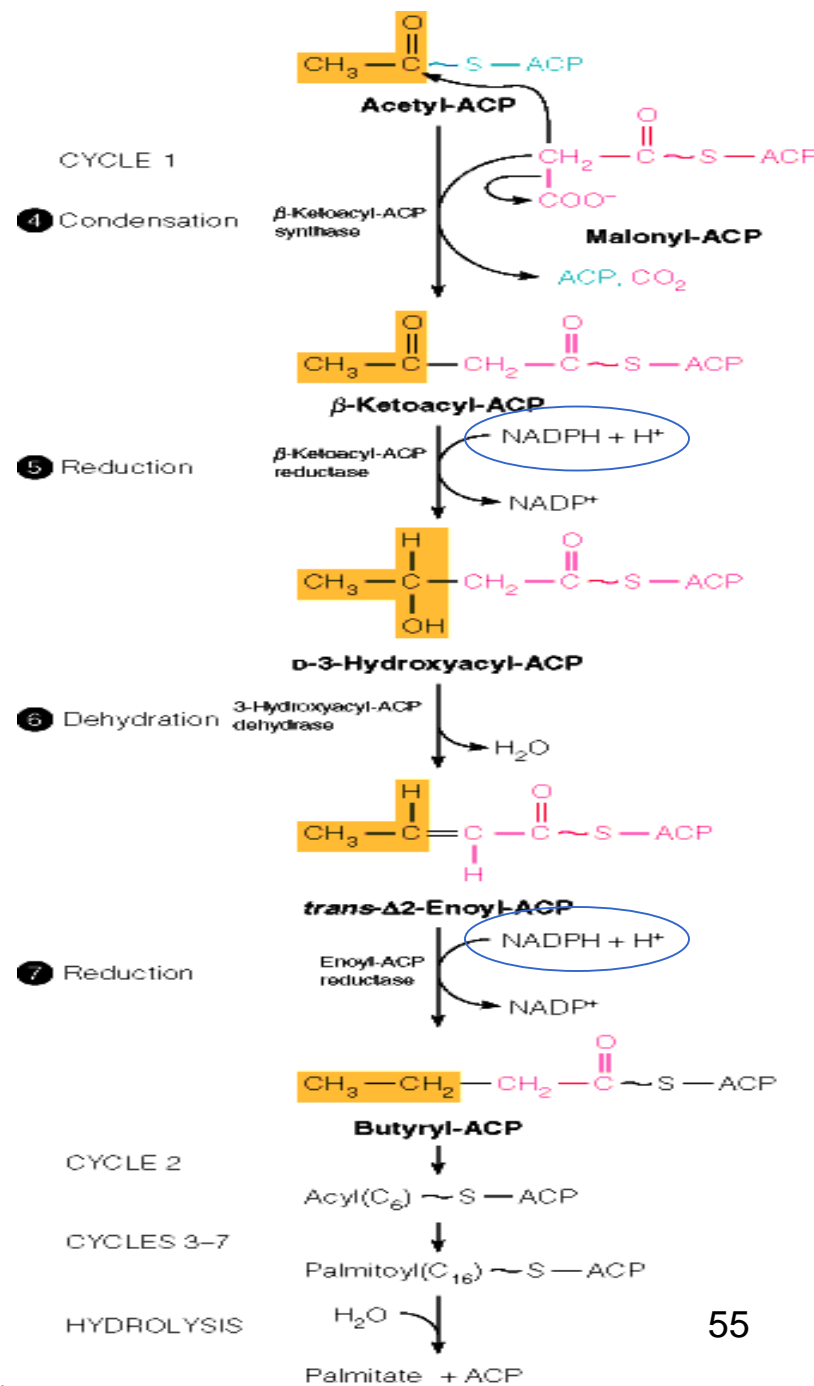 O
CH₃ — C ~ S — ACP
Acetyl-ACP
O
CYCLE 1
CH₂ — C ~ S — ACP
COO⁻
4 Condensation
β-Ketoacyl-ACP
synthase
Malonyl-ACP
ACP, CO₂
O O
CH₃ — C — CH₂ — C ~ S — ACP
β-Ketoacyl-ACP
NADPH + H⁺
5 Reduction
β-Ketoacyl-ACP
reductase
NADP⁺
H O
CH₃ — C — CH₂ — C ~ S — ACP
OH
D-3-Hydroxyacyl-ACP
6 Dehydration
3-Hydroxyacyl-ACP
dehydrase
H₂O
H O
CH₃ — C = C — C ~ S — ACP
H
trans-Δ2-Enoyl-ACP
NADPH + H⁺
7 Reduction
Enoyl-ACP
reductase
NADP⁺
O
CH₃ — CH₂ — CH₂ — C ~ S — ACP
Butyryl-ACP
CYCLE 2
Acyl(C₆) ~ S — ACP
CYCLES 3–7
Palmitoyl(C₁₆) ~ S — ACP
HYDROLYSIS
H₂O
55
Palmitate + ACP